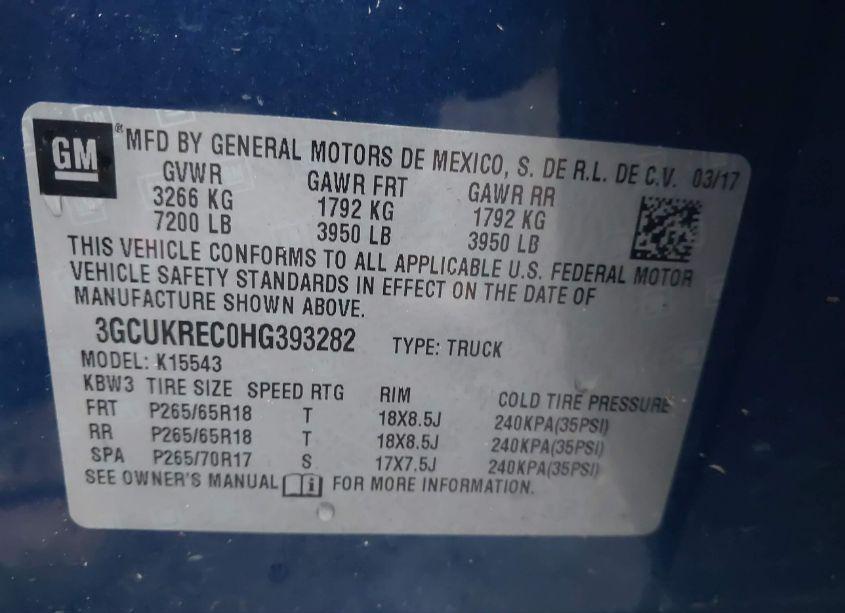 GM ® MFD BY GENERAL MOTORS DE MEXICO, S. DE R.L. DE C.V. 03/17
GVWR GAWR FRT GAWR RR
3266 KG 1792 KG 1792 KG
7200 LB 3950 LB 3950 LB
THIS VEHICLE CONFORMS TO ALL APPLICABLE U.S. FEDERAL MOTOR
VEHICLE SAFETY STANDARDS IN EFFECT ON THE DATE OF
MANUFACTURE SHOWN ABOVE.
3GCUKREC0HG393282 TYPE: TRUCK
MODEL: K15543
KBW3 TIRE SIZE SPEED RTG RIM COLD TIRE PRESSURE
FRT P265/65R18 T 18X8.5J 240KPA(35PSI)
RR P265/65R18 T 18X8.5J 240KPA(35PSI)
SPA P265/70R17 S 17X7.5J 240KPA(35PSI)
SEE OWNER'S MANUAL i FOR MORE INFORMATION.